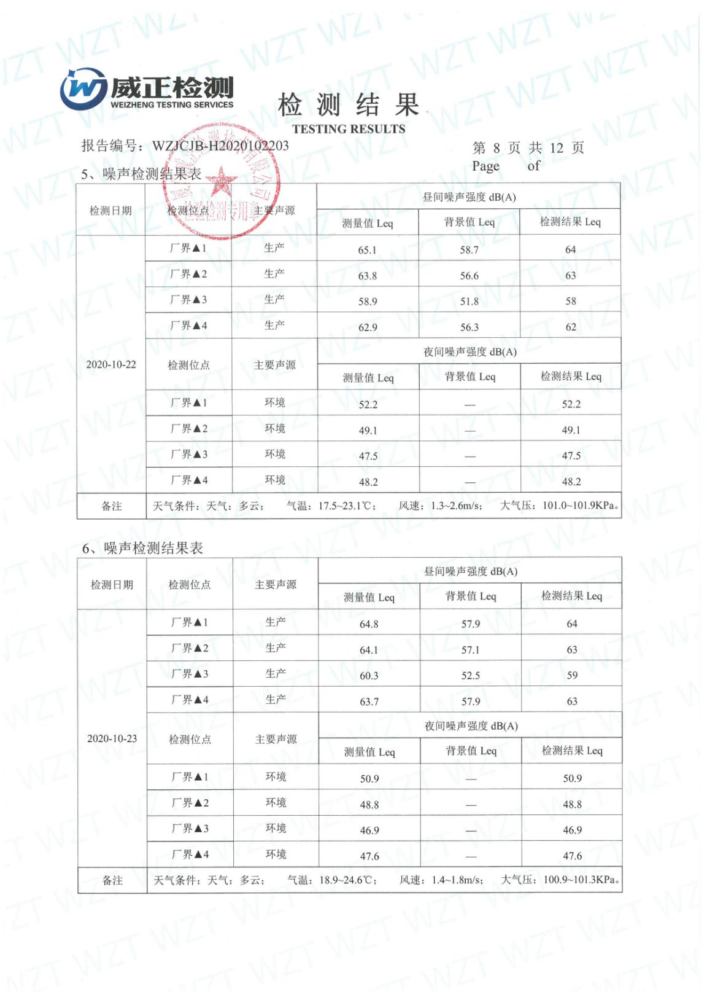 威正检测
WEIZHENG TESTING SERVICES
检测结果
TESTING RESULTS
报告编号：WZJCJB-H2020102203
第 8 页 共 12 页
Page of
5、噪声检测结果表
检测日期 检测位点 主要声源 昼间噪声强度 dB(A)
测量值 Leq 背景值 Leq 检测结果 Leq
厂界▲1 生产 65.1 58.7 64
厂界▲2 生产 63.8 56.6 63
厂界▲3 生产 58.9 51.8 58
厂界▲4 生产 62.9 56.3 62
2020-10-22 检测位点 主要声源 夜间噪声强度 dB(A)
测量值 Leq 背景值 Leq 检测结果 Leq
厂界▲1 环境 52.2 — 52.2
厂界▲2 环境 49.1 — 49.1
厂界▲3 环境 47.5 — 47.5
厂界▲4 环境 48.2 — 48.2
备注 天气条件：天气：多云； 气温：17.5~23.1℃； 风速：1.3~2.6m/s； 大气压：101.0~101.9KPa。
6、噪声检测结果表
检测日期 检测位点 主要声源 昼间噪声强度 dB(A)
测量值 Leq 背景值 Leq 检测结果 Leq
厂界▲1 生产 64.8 57.9 64
厂界▲2 生产 64.1 57.1 63
厂界▲3 生产 60.3 52.5 59
厂界▲4 生产 63.7 57.9 63
2020-10-23 检测位点 主要声源 夜间噪声强度 dB(A)
测量值 Leq 背景值 Leq 检测结果 Leq
厂界▲1 环境 50.9 — 50.9
厂界▲2 环境 48.8 — 48.8
厂界▲3 环境 46.9 — 46.9
厂界▲4 环境 47.6 — 47.6
备注 天气条件：天气：多云； 气温：18.9~24.6℃； 风速：1.4~1.8m/s； 大气压：100.9~101.3KPa。
检验检测专用章
WZT